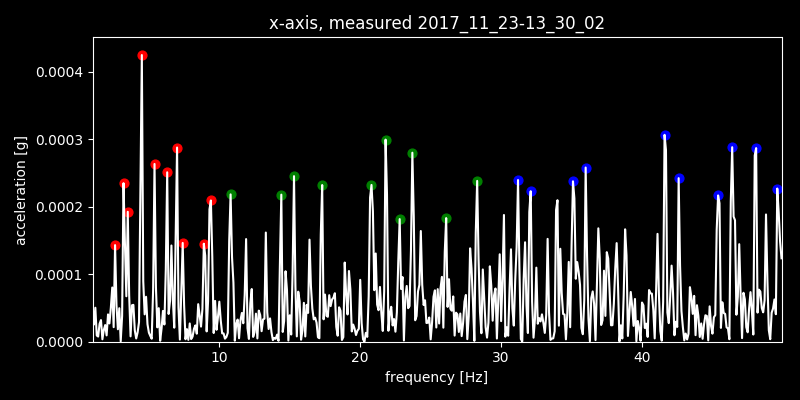 x-axis, measured 2017_11_23-13_30_02
acceleration [g]
0.0004
0.0003
0.0002
0.0001
0.0000
10 20 30 40
frequency [Hz]